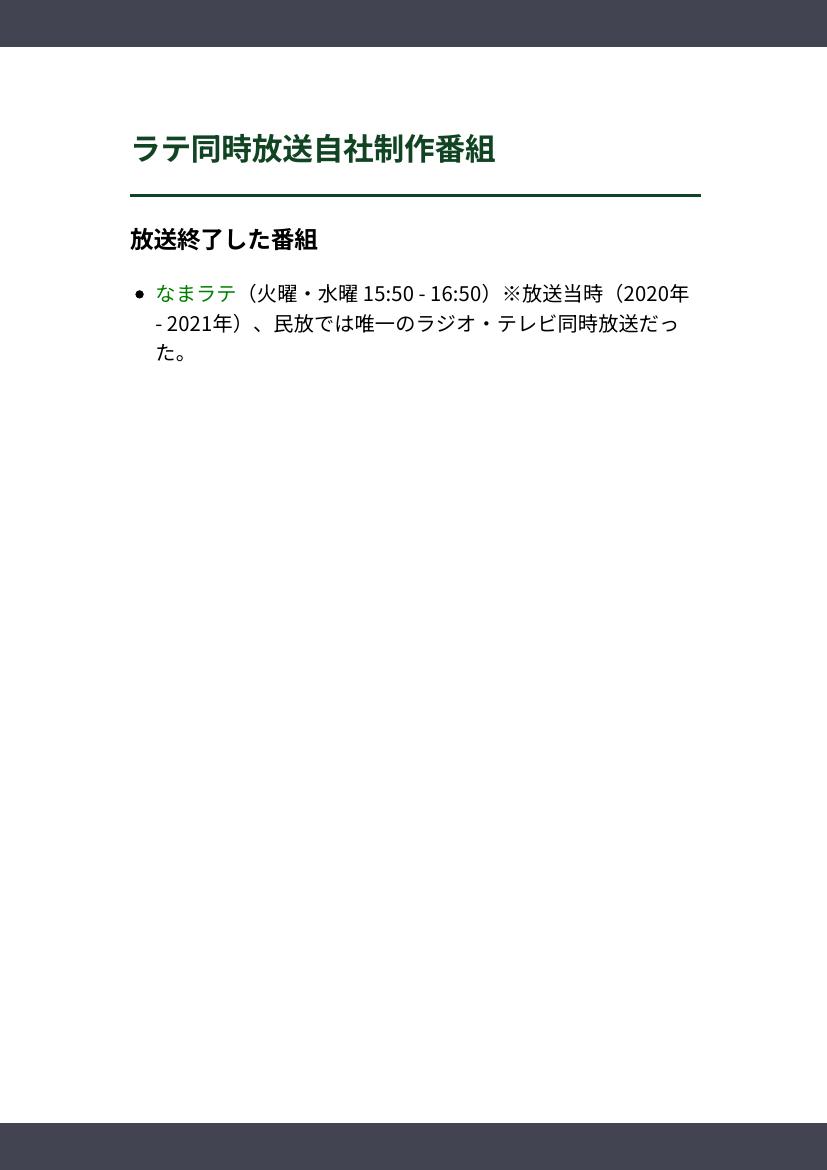 ラテ同時放送自社制作番組
放送終了した番組
なまラテ（火曜・水曜 15:50 - 16:50）※放送当時（2020年
- 2021年）、民放では唯一のラジオ・テレビ同時放送だっ
た。